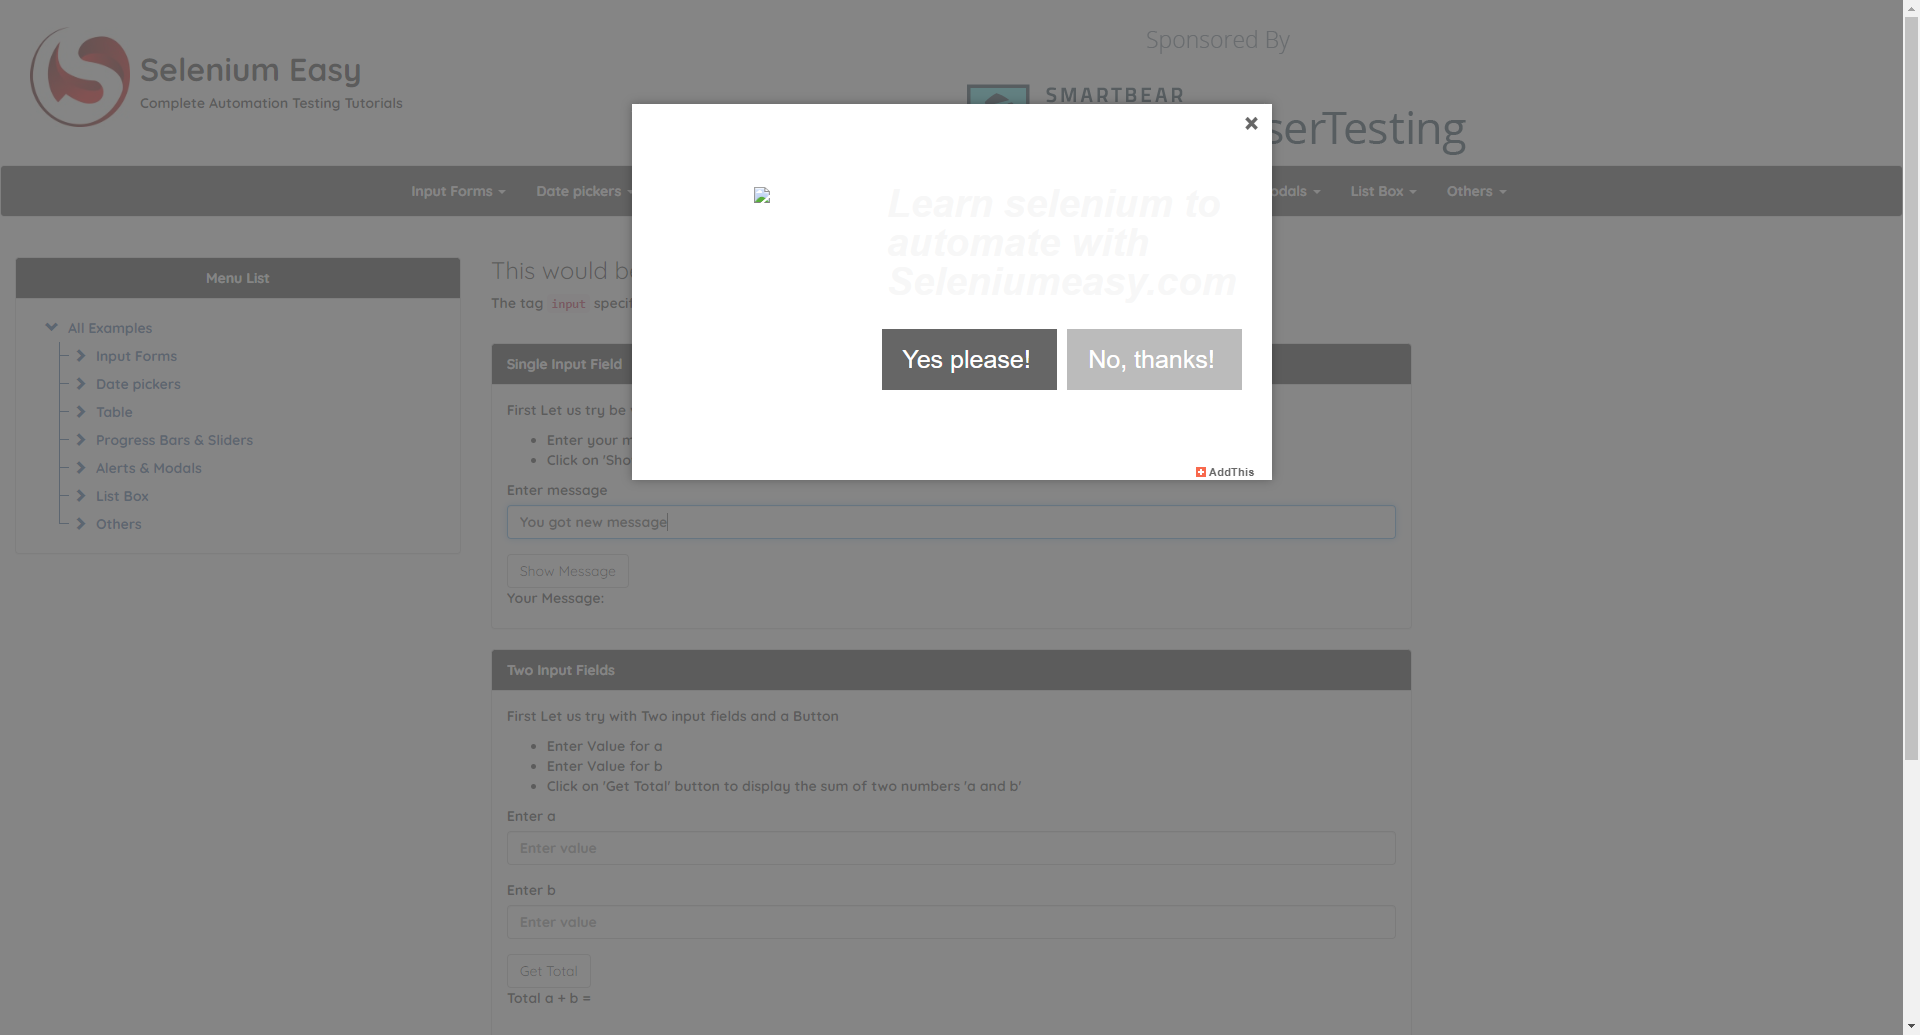 Selenium Easy
Complete Automation Testing Tutorials
Sponsored By
SMARTBEAR
serTesting
Input Forms
Date pickers
List Box
Others
Menu List
All Examples
Input Forms
Date pickers
Table
Progress Bars & Sliders
Alerts & Modals
List Box
Others
This would
The tag input
Single Input Field
First Let us try be
Enter your
Click on 'Sho
Enter message
You got new message
Show Message
Your Message:
Two Input Fields
First Let us try with Two input fields and a Button
Enter Value for a
Enter Value for b
Click on 'Get Total' button to display the sum of two numbers 'a and b'
Enter a
Enter value
Enter b
Enter value
Get Total
Total a + b =
Learn selenium to
automate with
Seleniumeasy.com
Yes please!
No, thanks!
AddThis